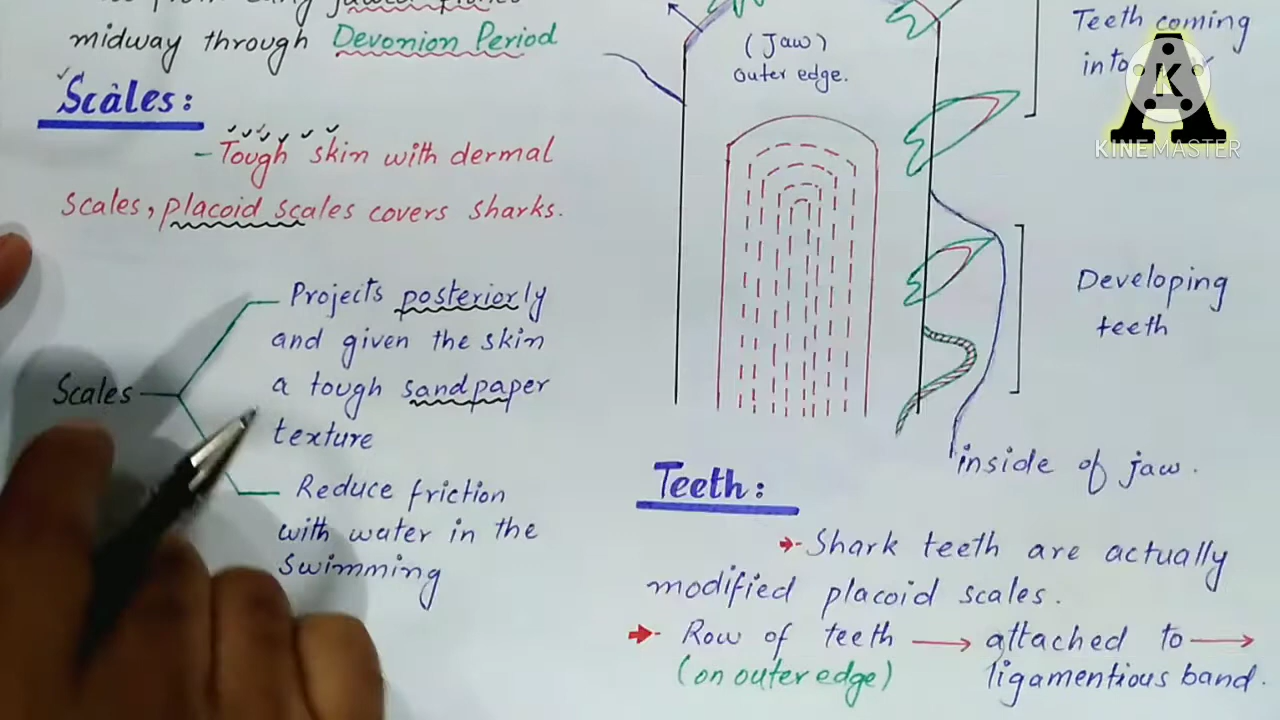 midway through Devonion Period
Scales:
- Tough skin with dermal
scales, placoid scales covers sharks.
Scales
Projects posteriorly
and given the skin
a tough sandpaper
texture
Reduce friction
with water in the
swimming
(Jaw)
outer edge.
Teeth coming
into
A
K
KINEMASTER
Developing
teeth
inside of jaw.
Teeth:
Shark teeth are actually
modified placoid scales.
Row of teeth → attached to →
(on outer edge) ligamentious band.